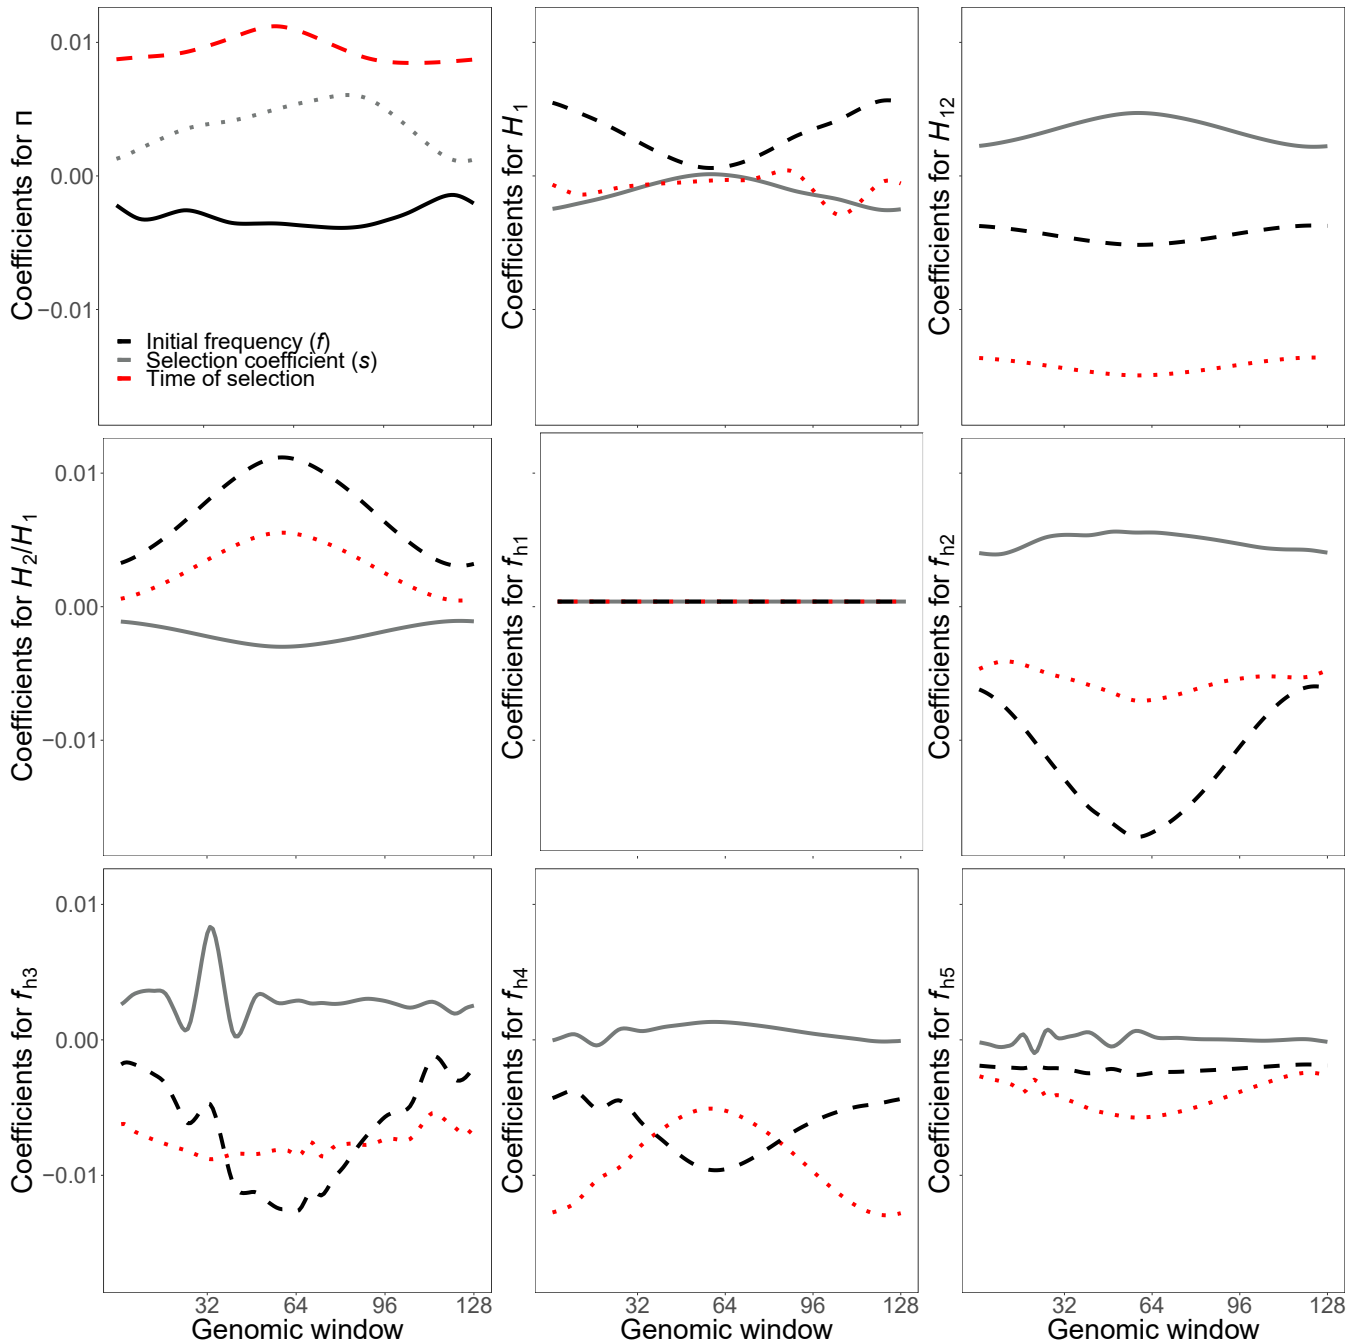 Coefficients for π
0.01
0.00
−0.01
Initial frequency (f)
Selection coefficient (s)
Time of selection
Coefficients for H1
Coefficients for H12
Coefficients for H2/H1
0.01
0.00
−0.01
Coefficients for fh1
Coefficients for fh2
Coefficients for fh3
0.01
0.00
−0.01
32 64 96 128
Genomic window
Coefficients for fh4
32 64 96 128
Genomic window
Coefficients for fh5
32 64 96 128
Genomic window